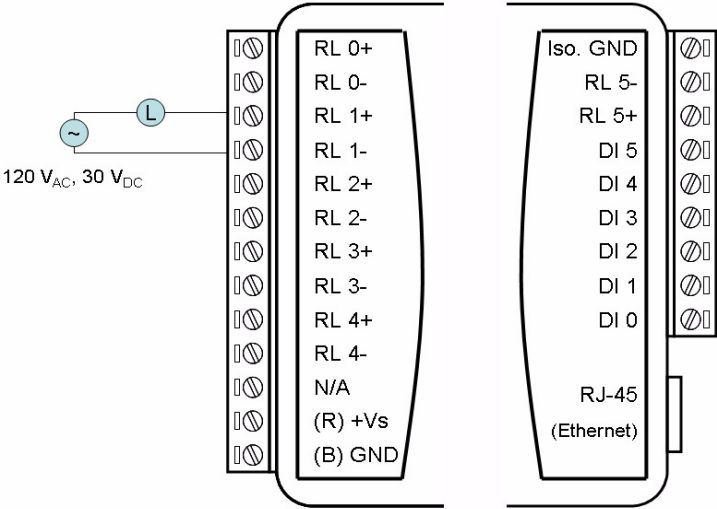 RL 0+
RL 0-
RL 1+
RL 1-
RL 2+
RL 2-
RL 3+
RL 3-
RL 4+
RL 4-
N/A
(R) +Vs
(B) GND
L
~
120 VAC, 30 VDC
Iso. GND
RL 5-
RL 5+
DI 5
DI 4
DI 3
DI 2
DI 1
DI 0
RJ-45
(Ethernet)